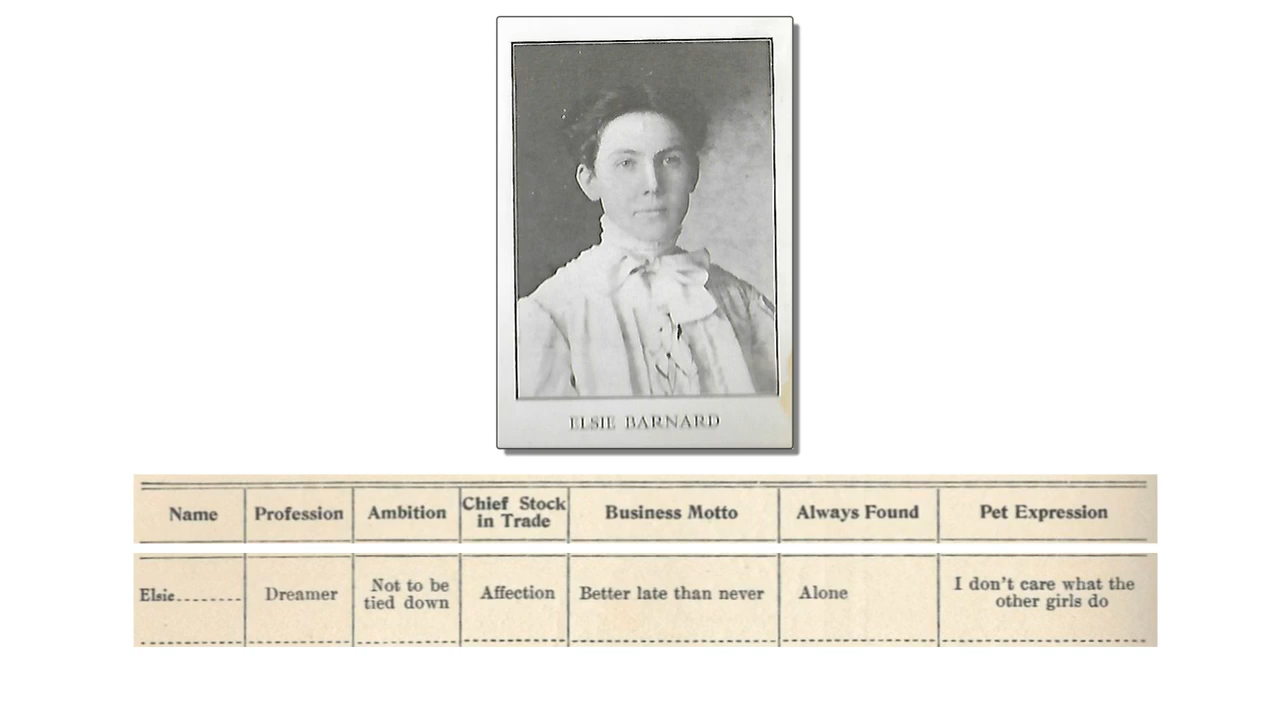 ELSIE BARNARD
Name Profession Ambition Chief Stock in Trade Business Motto Always Found Pet Expression
Elsie........ Dreamer Not to be tied down Affection Better late than never Alone I don't care what the other girls do